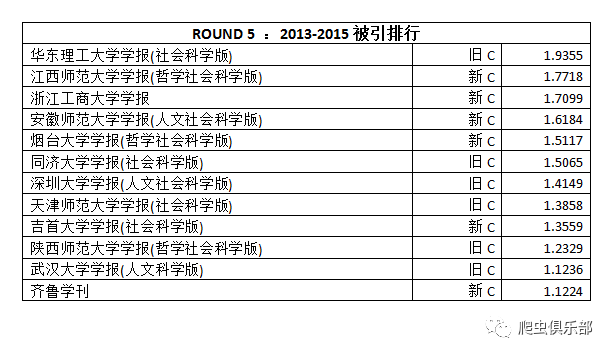 ROUND 5 ：2013-2015 被引排行
华东理工大学学报(社会科学版) 旧 C 1.9355
江西师范大学学报(哲学社会科学版) 新 C 1.7718
浙江工商大学学报 新 C 1.7099
安徽师范大学学报(人文社会科学版) 新 C 1.6184
烟台大学学报(哲学社会科学版) 新 C 1.5117
同济大学学报(社会科学版) 旧 C 1.5065
深圳大学学报(人文社会科学版) 旧 C 1.4149
天津师范大学学报(社会科学版) 旧 C 1.3858
吉首大学学报(社会科学版) 新 C 1.3559
陕西师范大学学报(哲学社会科学版) 旧 C 1.2329
武汉大学学报(人文科学版) 旧 C 1.1236
齐鲁学刊 新 C 1.1224
爬虫俱乐部